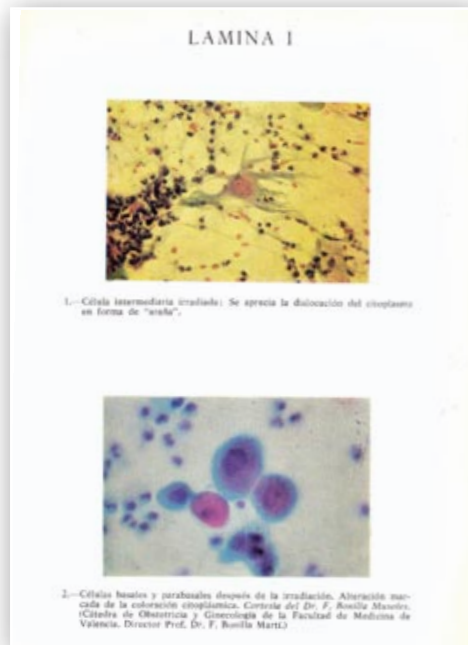 LAMINA I
1.—Célula intermediaria irradiada: Se aprecia la dislocación del citoplasma
en forma de "araña".
2.—Células basales y parabasales después de la irradiación. Alteración mar-
cada de la coloración citoplásmica. Cortesía del Dr. F. Bonilla Musoles.
(Cátedra de Obstetricia y Ginecología de la Facultad de Medicina de
Valencia. Director Prof. Dr. F. Bonilla Martí.)